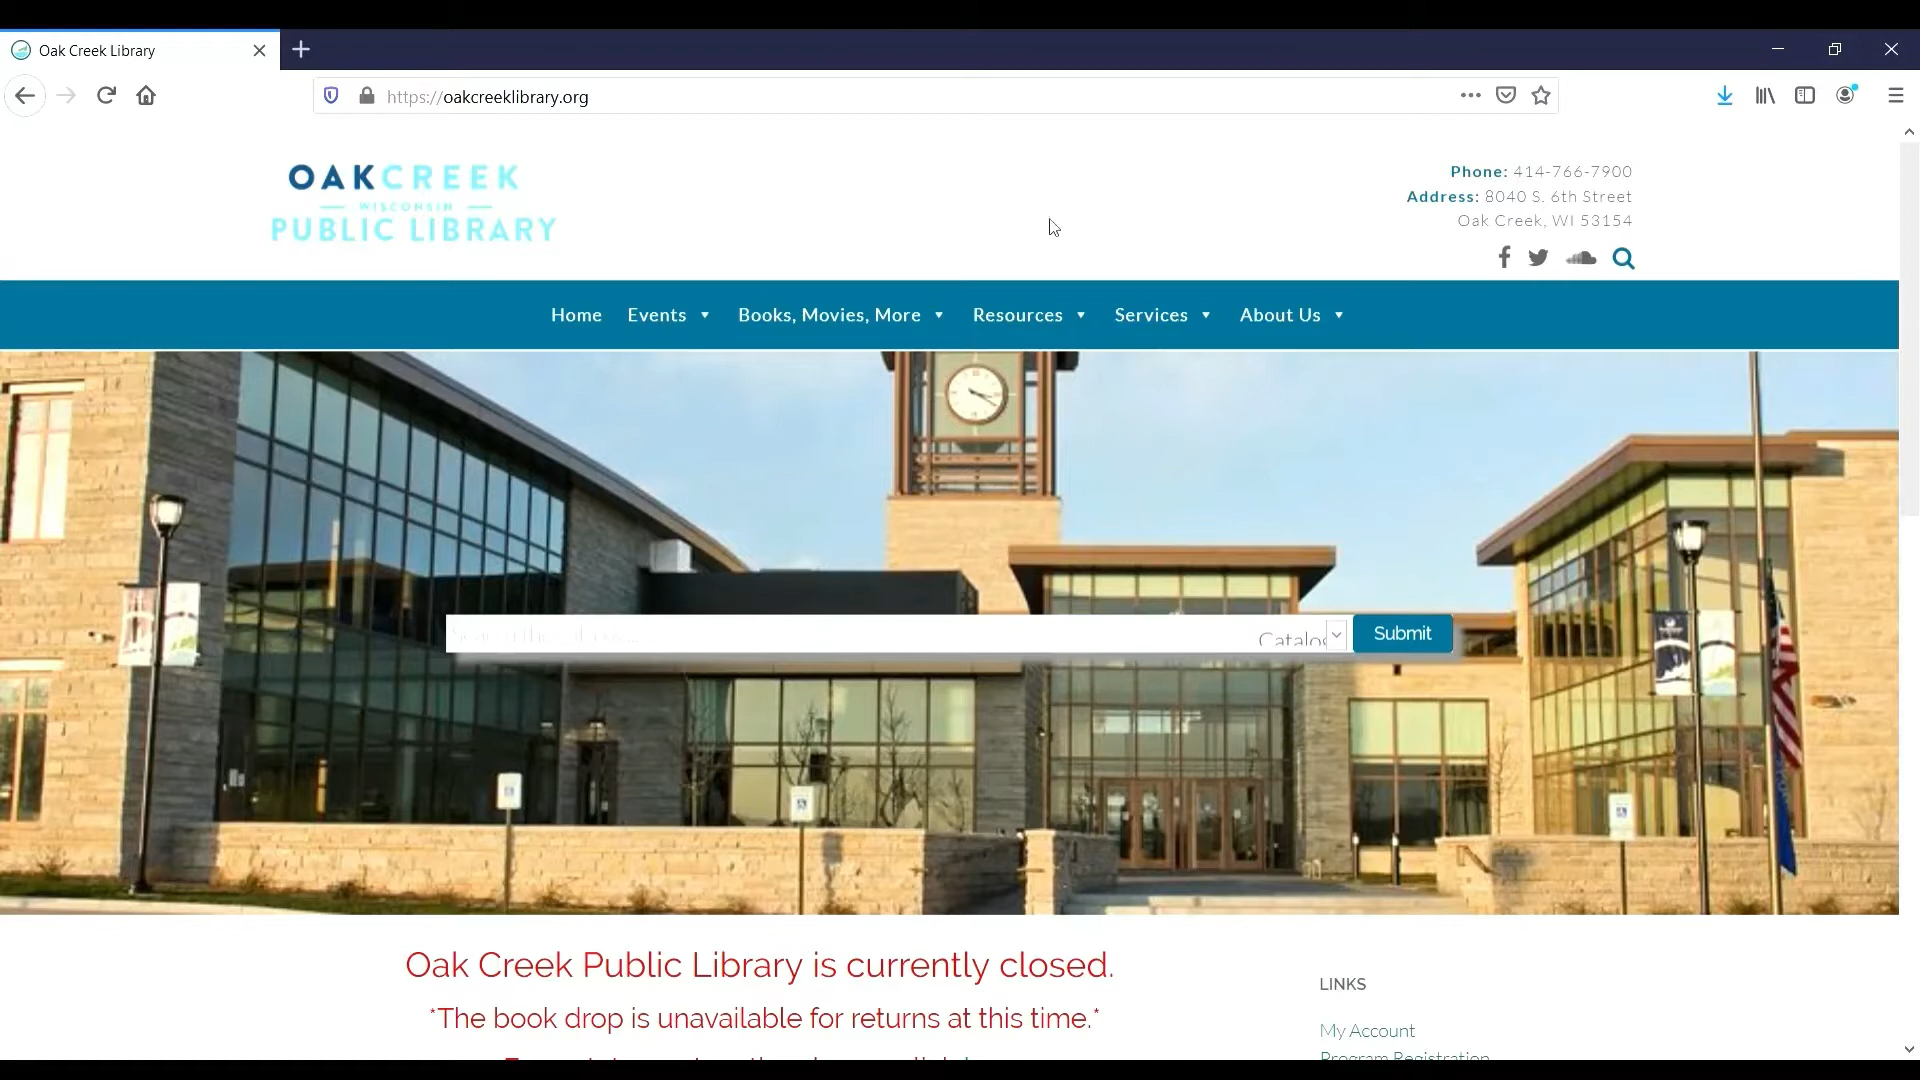 Oak Creek Library
https://oakcreeklibrary.org
OAKCREEK
WISCONSIN
PUBLIC LIBRARY
Phone: 414-766-7900
Address: 8040 S. 6th Street
Oak Creek, WI 53154
Home Events Books, Movies, More Resources Services About Us
Submit
Oak Creek Public Library is currently closed.
*The book drop is unavailable for returns at this time.*
LINKS
My Account
Program Registration